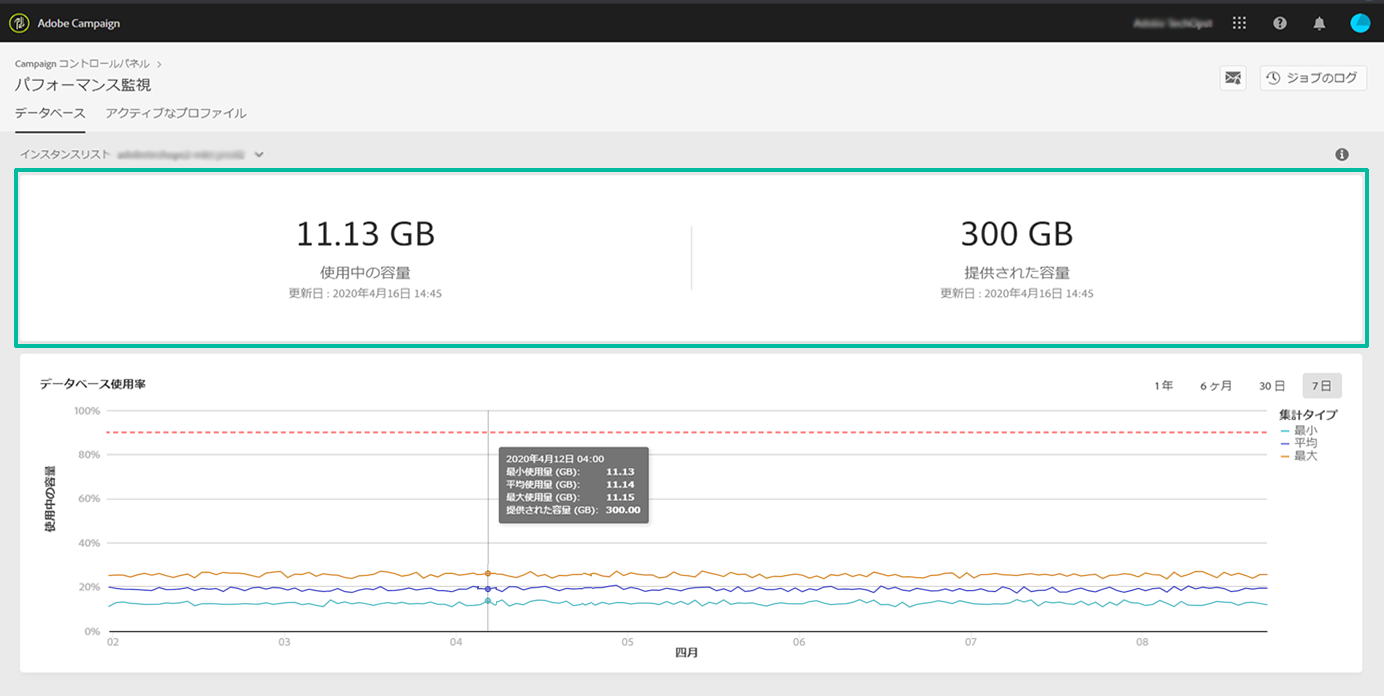 Adobe Campaign
Campaign コントロールパネル
パフォーマンス監視
ジョブのログ
データベース アクティブなプロファイル
インスタンスリスト
11.13 GB
使用中の容量
更新日 : 2020年4月16日 14:45
300 GB
提供された容量
更新日 : 2020年4月16日 14:45
データベース使用率
1 年 6 ヶ月 30 日 7 日
集計タイプ
最小
平均
最大
使用中の容量
100%
80%
60%
40%
20%
0%
2020年4月12日 04:00
最小使用量 (GB): 11.13
平均使用量 (GB): 11.14
最大使用量 (GB): 11.15
提供された容量 (GB): 300.00
02 03 04 05 06 07 08
四月